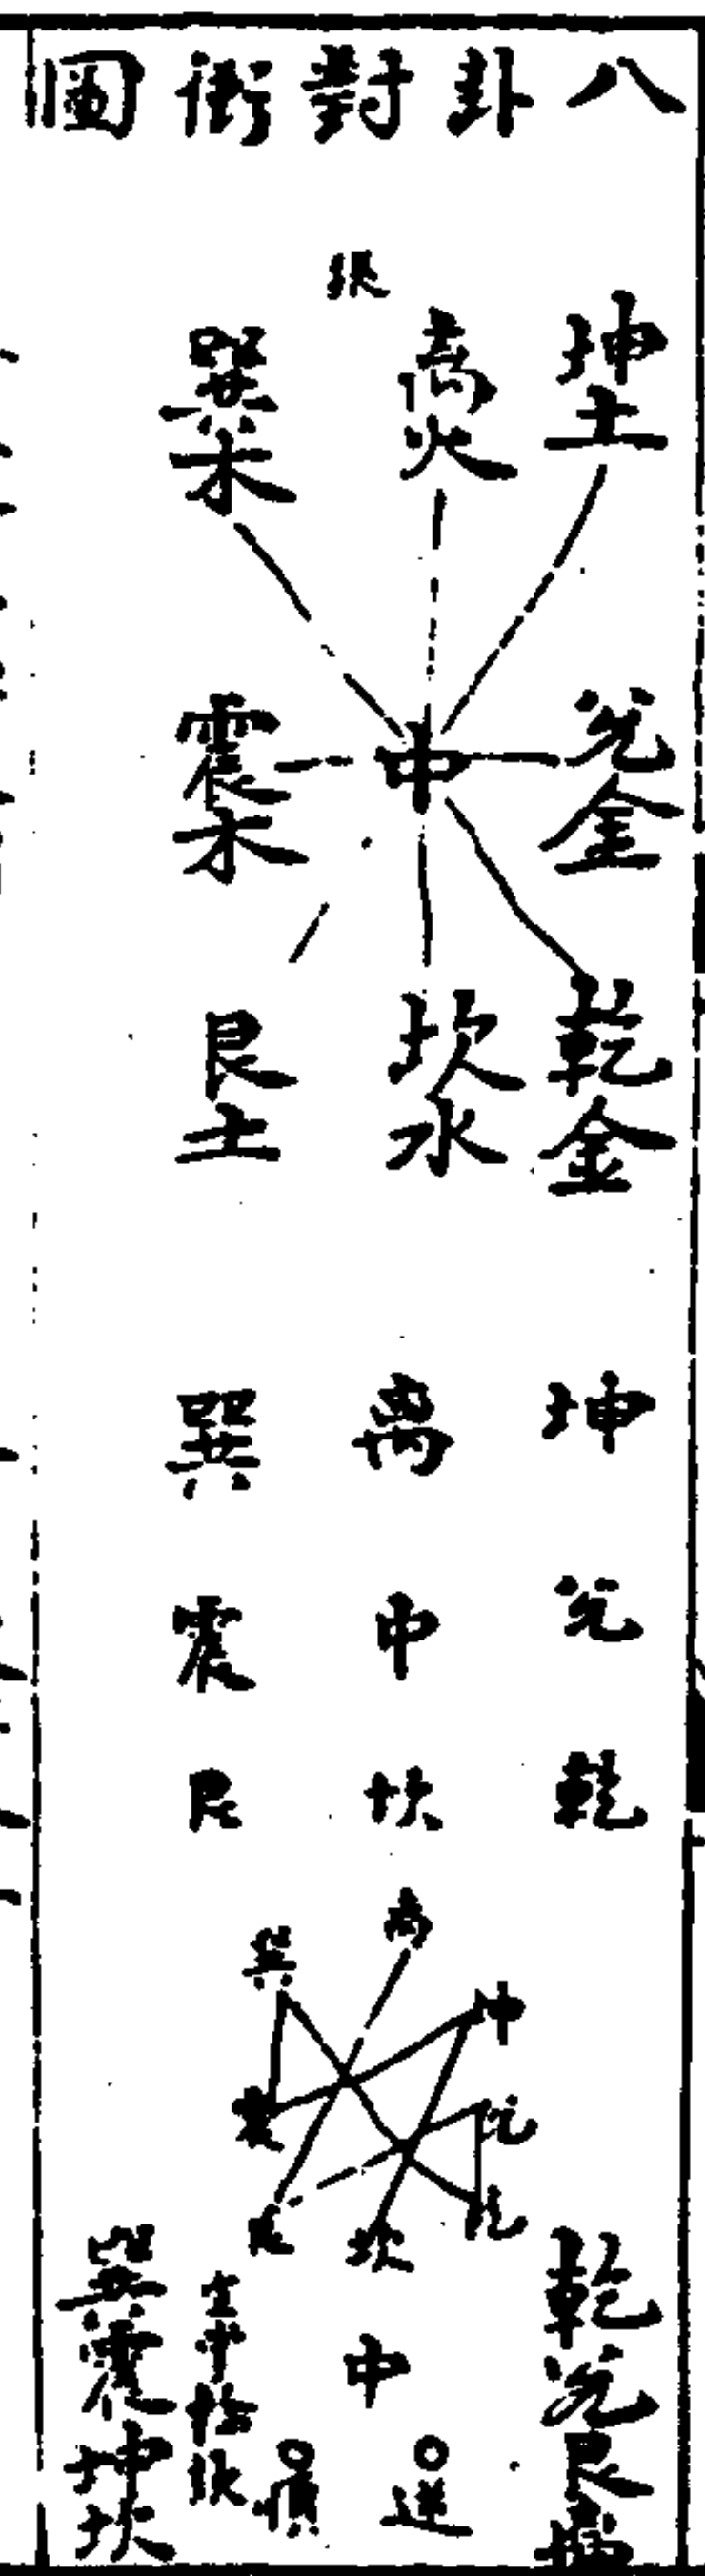 八卦對衝圖
坤土
離火
巽木
兌金
中
震木
乾金
坎水
艮土
坤
離
巽
兌
中
震
乾
坎
艮
離
巽
坤
兌
震
乾
坎
艮
中
乾兌艮離
逆
順
巽震坤坎